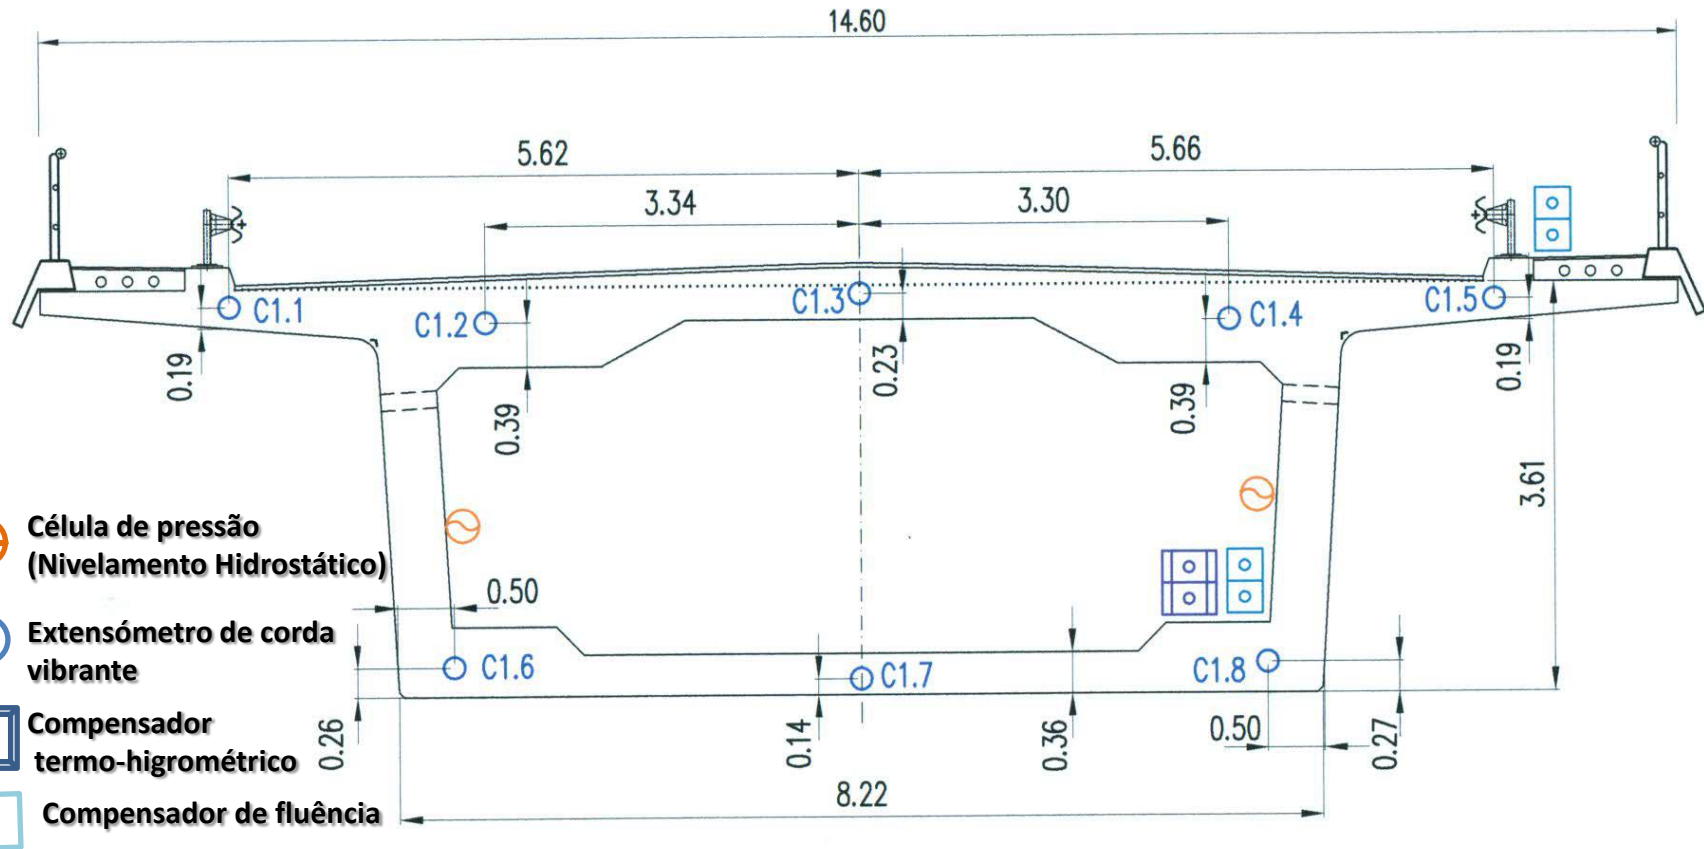 14.60
5.62
5.66
3.34
3.30
C1.1
C1.2
C1.3
C1.4
C1.5
0.19
0.39
0.23
0.39
0.19
3.61
Célula de pressão
(Nivelamento Hidrostático)
0.50
Extensómetro de corda
vibrante
C1.6
C1.7
C1.8
Compensador
termo-higrométrico
0.26
0.14
0.36
0.50
0.27
8.22
Compensador de fluência